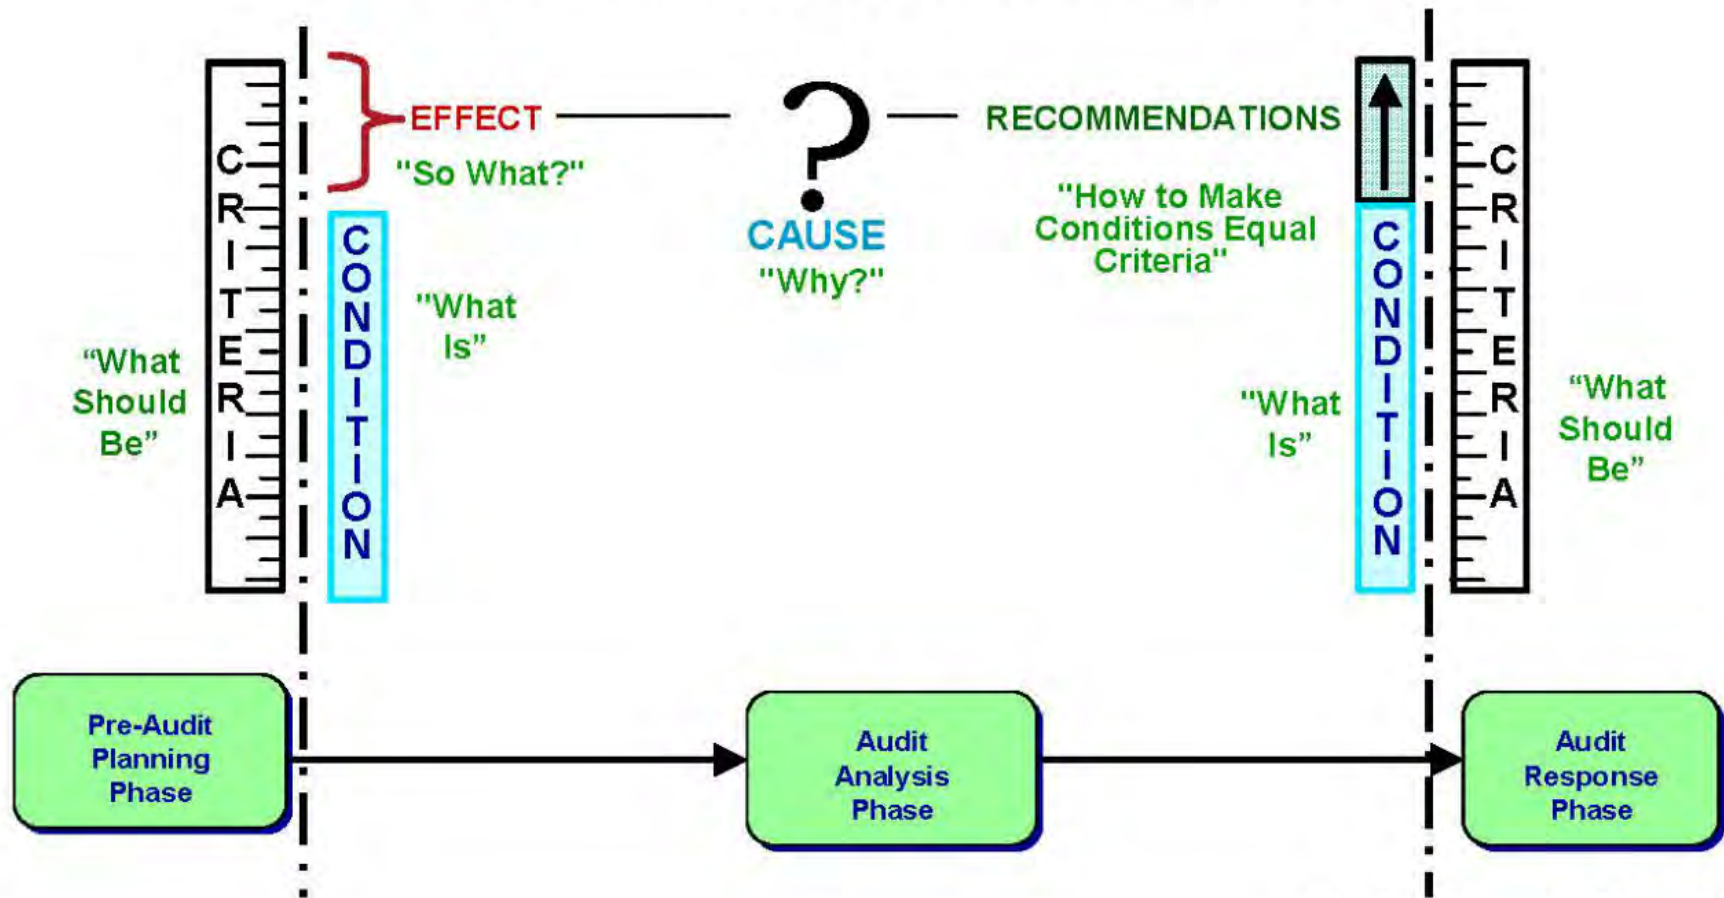 CRITERIA
“What
Should
Be”
EFFECT
"So What?"
CONDITION
"What
Is”
?
CAUSE
"Why?"
RECOMMENDATIONS
"How to Make
Conditions Equal
Criteria"
CONDITION
"What
Is”
CRITERIA
“What
Should
Be”
Pre-Audit
Planning
Phase
Audit
Analysis
Phase
Audit
Response
Phase